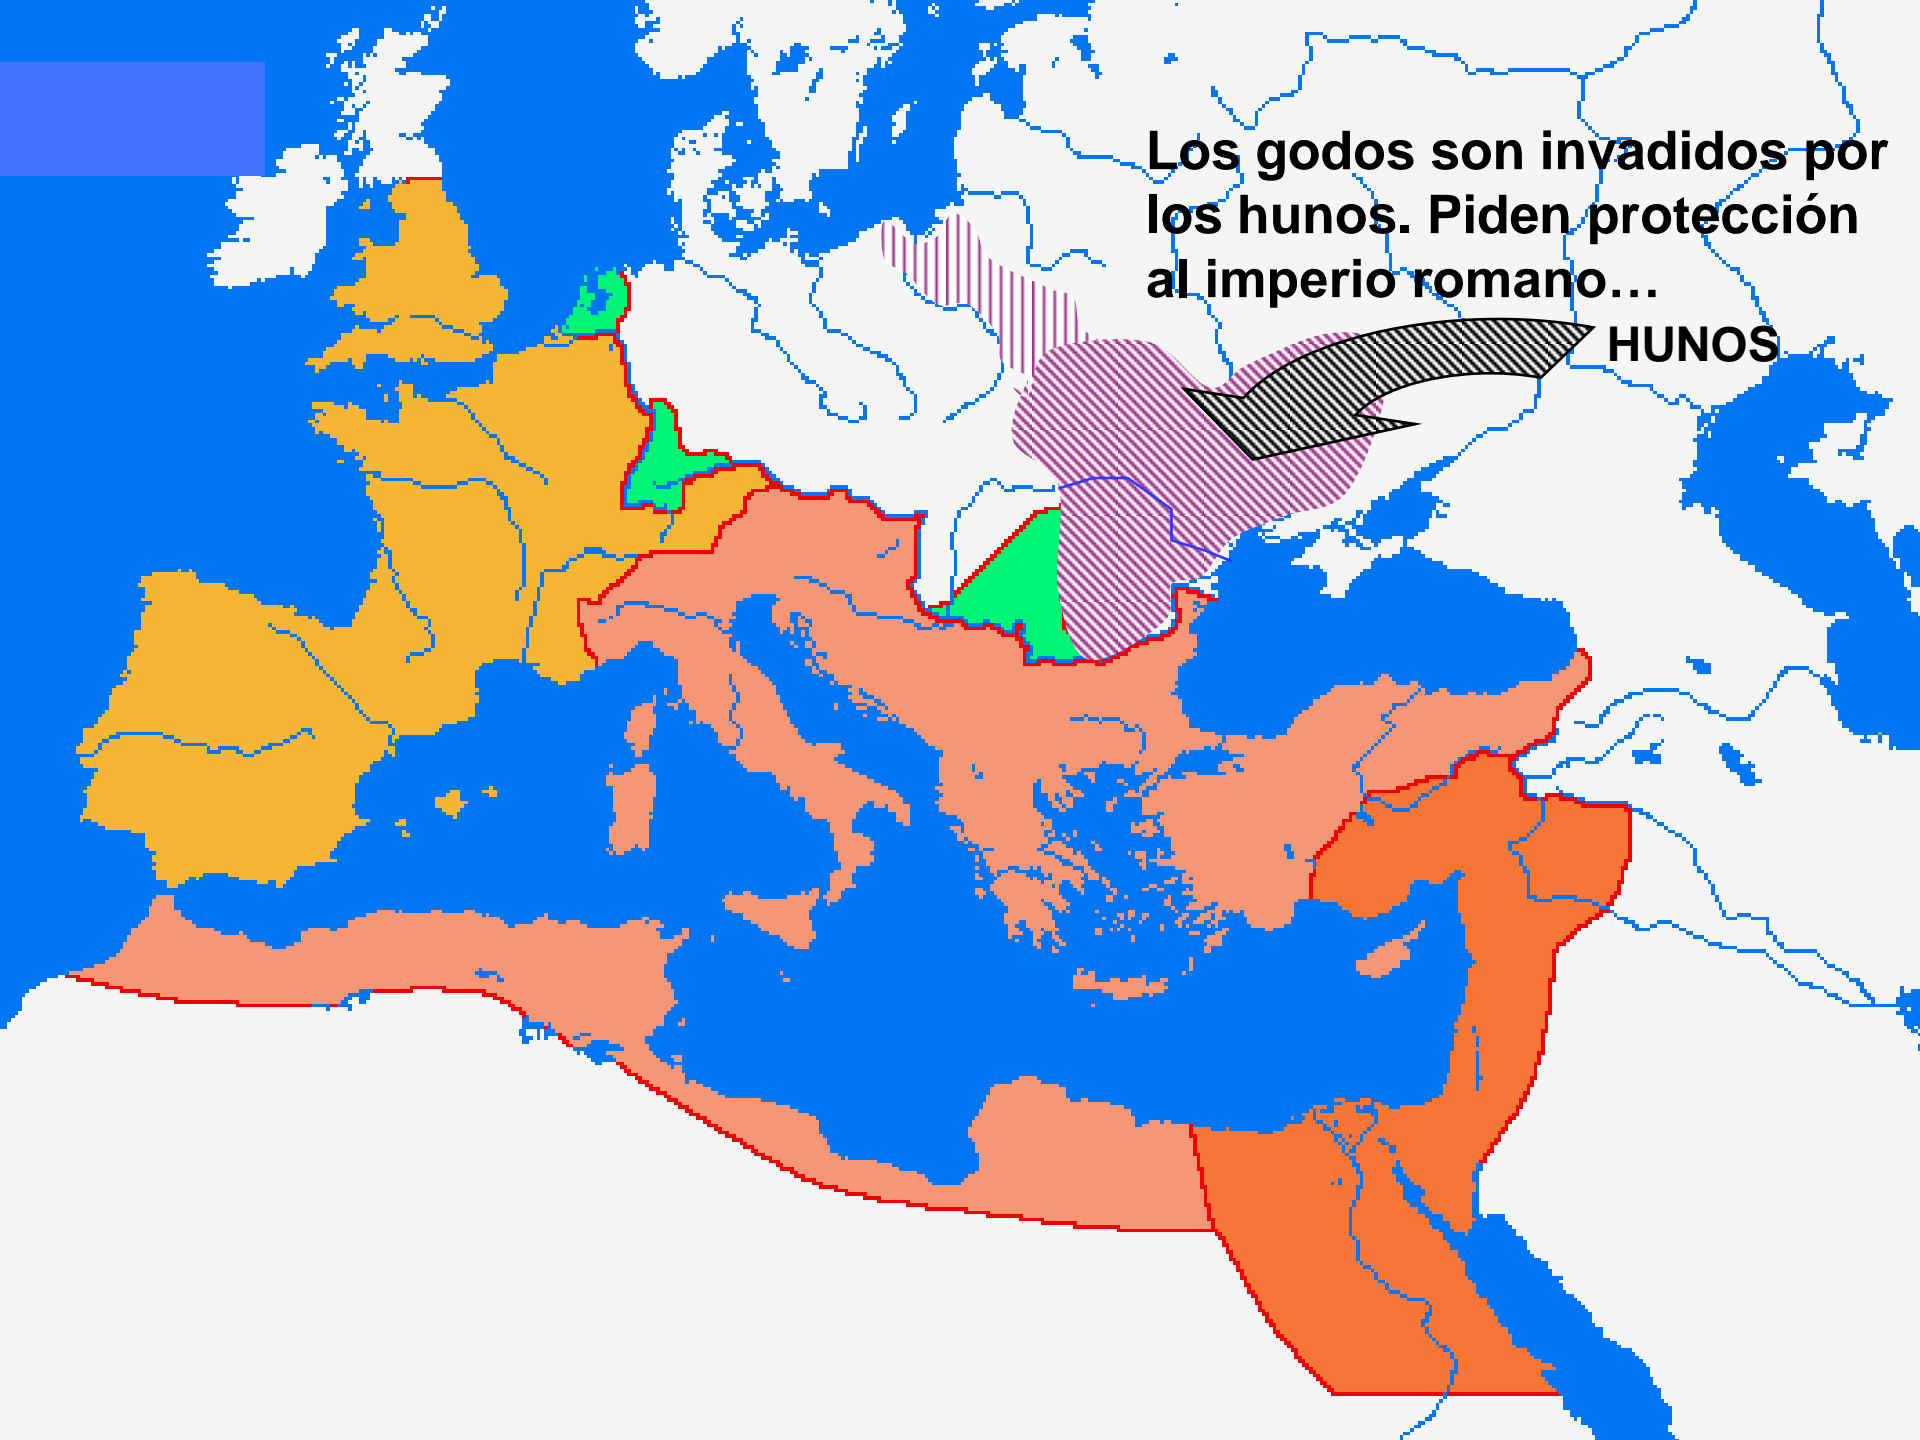 Los godos son invadidos por
los hunos. Piden protección
al imperio romano…
HUNOS